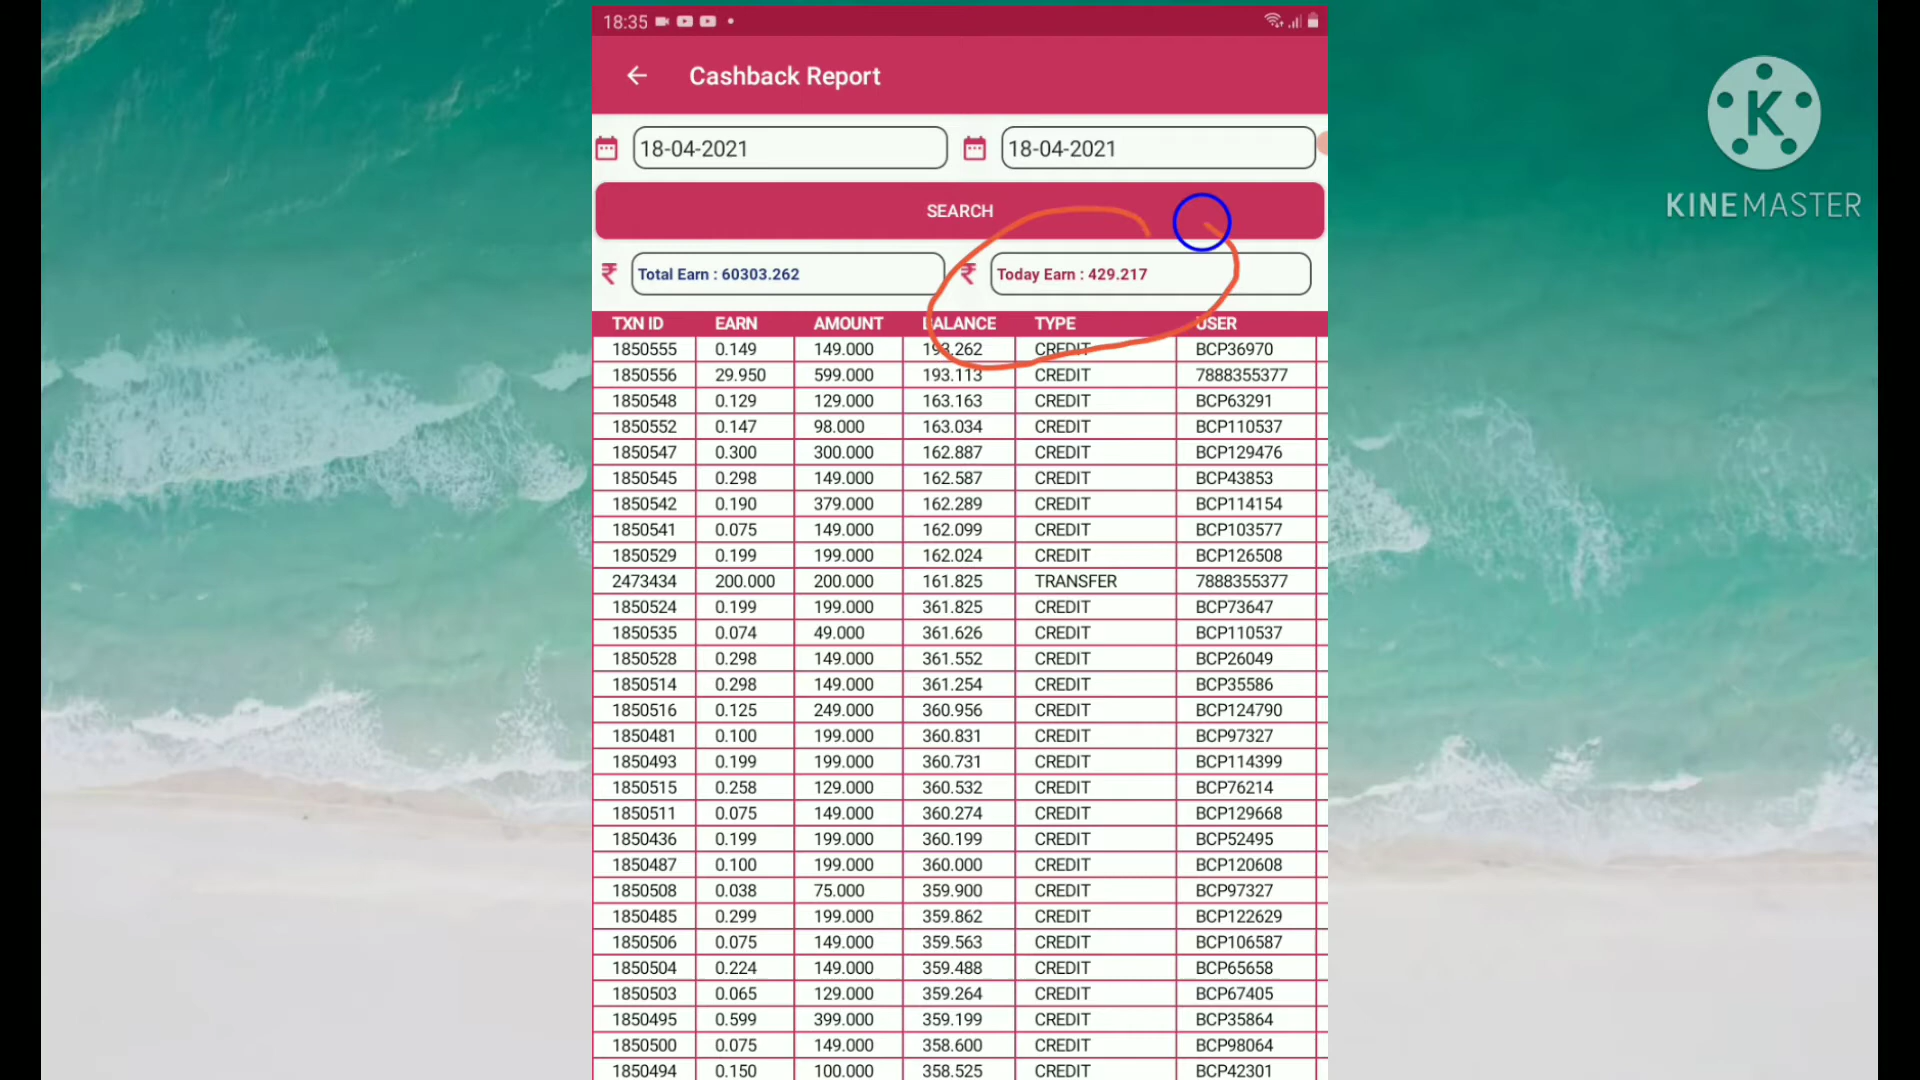 18:35
Cashback Report
18-04-2021 18-04-2021
SEARCH
₹ Total Earn : 60303.262 ₹ Today Earn : 429.217
TXN ID EARN AMOUNT BALANCE TYPE USER
1850555 0.149 149.000 193.262 CREDIT BCP36970
1850556 29.950 599.000 193.113 CREDIT 7888355377
1850548 0.129 129.000 163.163 CREDIT BCP63291
1850552 0.147 98.000 163.034 CREDIT BCP110537
1850547 0.300 300.000 162.887 CREDIT BCP129476
1850545 0.298 149.000 162.587 CREDIT BCP43853
1850542 0.190 379.000 162.289 CREDIT BCP114154
1850541 0.075 149.000 162.099 CREDIT BCP103577
1850529 0.199 199.000 162.024 CREDIT BCP126508
2473434 200.000 200.000 161.825 TRANSFER 7888355377
1850524 0.199 199.000 361.825 CREDIT BCP73647
1850535 0.074 49.000 361.626 CREDIT BCP110537
1850528 0.298 149.000 361.552 CREDIT BCP26049
1850514 0.298 149.000 361.254 CREDIT BCP35586
1850516 0.125 249.000 360.956 CREDIT BCP124790
1850481 0.100 199.000 360.831 CREDIT BCP97327
1850493 0.199 199.000 360.731 CREDIT BCP114399
1850515 0.258 129.000 360.532 CREDIT BCP76214
1850511 0.075 149.000 360.274 CREDIT BCP129668
1850436 0.199 199.000 360.199 CREDIT BCP52495
1850487 0.100 199.000 360.000 CREDIT BCP120608
1850508 0.038 75.000 359.900 CREDIT BCP97327
1850485 0.299 199.000 359.862 CREDIT BCP122629
1850506 0.075 149.000 359.563 CREDIT BCP106587
1850504 0.224 149.000 359.488 CREDIT BCP65658
1850503 0.065 129.000 359.264 CREDIT BCP67405
1850495 0.599 399.000 359.199 CREDIT BCP35864
1850500 0.075 149.000 358.600 CREDIT BCP98064
1850494 0.150 100.000 358.525 CREDIT BCP42301
K
KINEMASTER